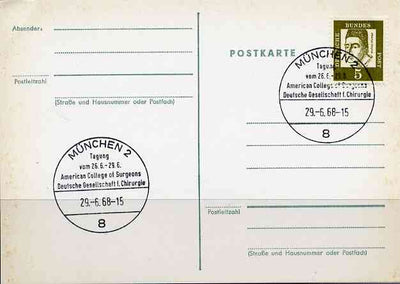 Absender:
Postleitzahl
(Straße und Hausnummer oder Postfach)
MÜNCHEN 2
Tagung
vom 26.6.-29.6.
American College of Surgeons
Deutsche Gesellschaft f. Chirurgie
29.-6.68-15
8
POSTKARTE
DEUTSCHE
BUNDES
POST
5
MÜNCHEN 2
Tagung
vom 26.6.-29.6.
American College of Surgeons
Deutsche Gesellschaft f. Chirurgie
29.-6.68-15
8
Postleitzahl
(Straße und Hausnummer oder Postfach)